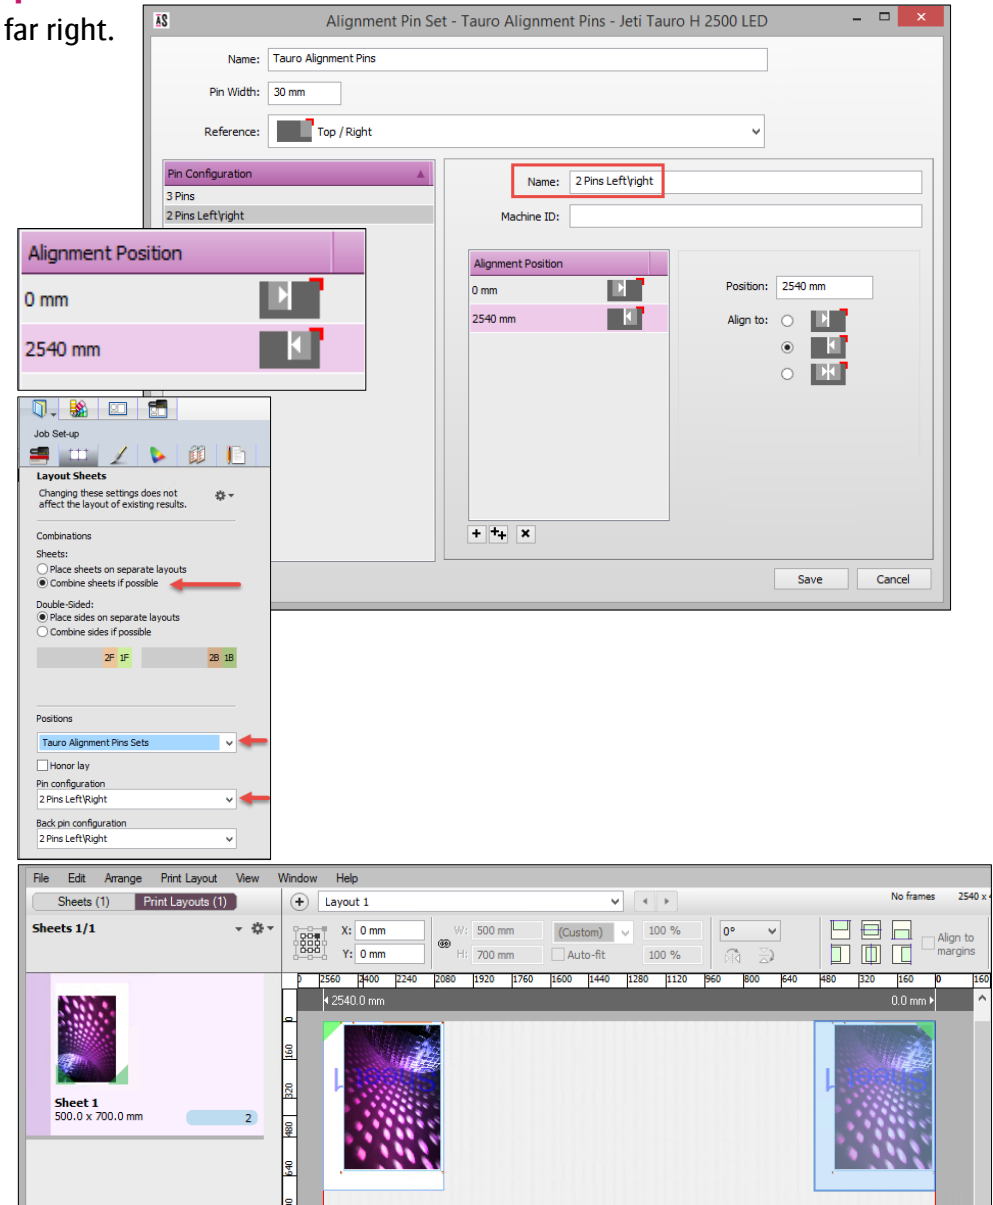 far right.
Alignment Pin Set - Tauro Alignment Pins - Jeti Tauro H 2500 LED
Name: Tauro Alignment Pins
Pin Width: 30 mm
Reference: Top / Right
Pin Configuration
3 Pins
2 Pins Left\right
Name: 2 Pins Left\right
Machine ID:
Alignment Position
0 mm
2540 mm
Position: 2540 mm
Align to:
Save Cancel
Alignment Position
0 mm
2540 mm
Job Set-up
Layout Sheets
Changing these settings does not
affect the layout of existing results.
Combinations
Sheets:
Place sheets on separate layouts
Combine sheets if possible
Double-Sided:
Place sides on separate layouts
Combine sides if possible
2F 1F 2B 1B
Positions
Tauro Alignment Pins Sets
Honor lay
Pin configuration
2 Pins Left\Right
Back pin configuration
2 Pins Left\Right
File Edit Arrange Print Layout View Window Help
Sheets (1) Print Layouts (1) Layout 1 No frames 2540 x
Sheets 1/1
X: 0 mm W: 500 mm (Custom) 100 % 0°
Y: 0 mm H: 700 mm Auto-fit 100 %
Align to
margins
2560 2400 2240 2080 1920 1760 1600 1440 1280 1120 960 800 640 480 320 160 0 160
2540.0 mm 0.0 mm
0
160
320
480
640
Sheet 1
Sheet 1
Sheet 1
500.0 x 700.0 mm 2